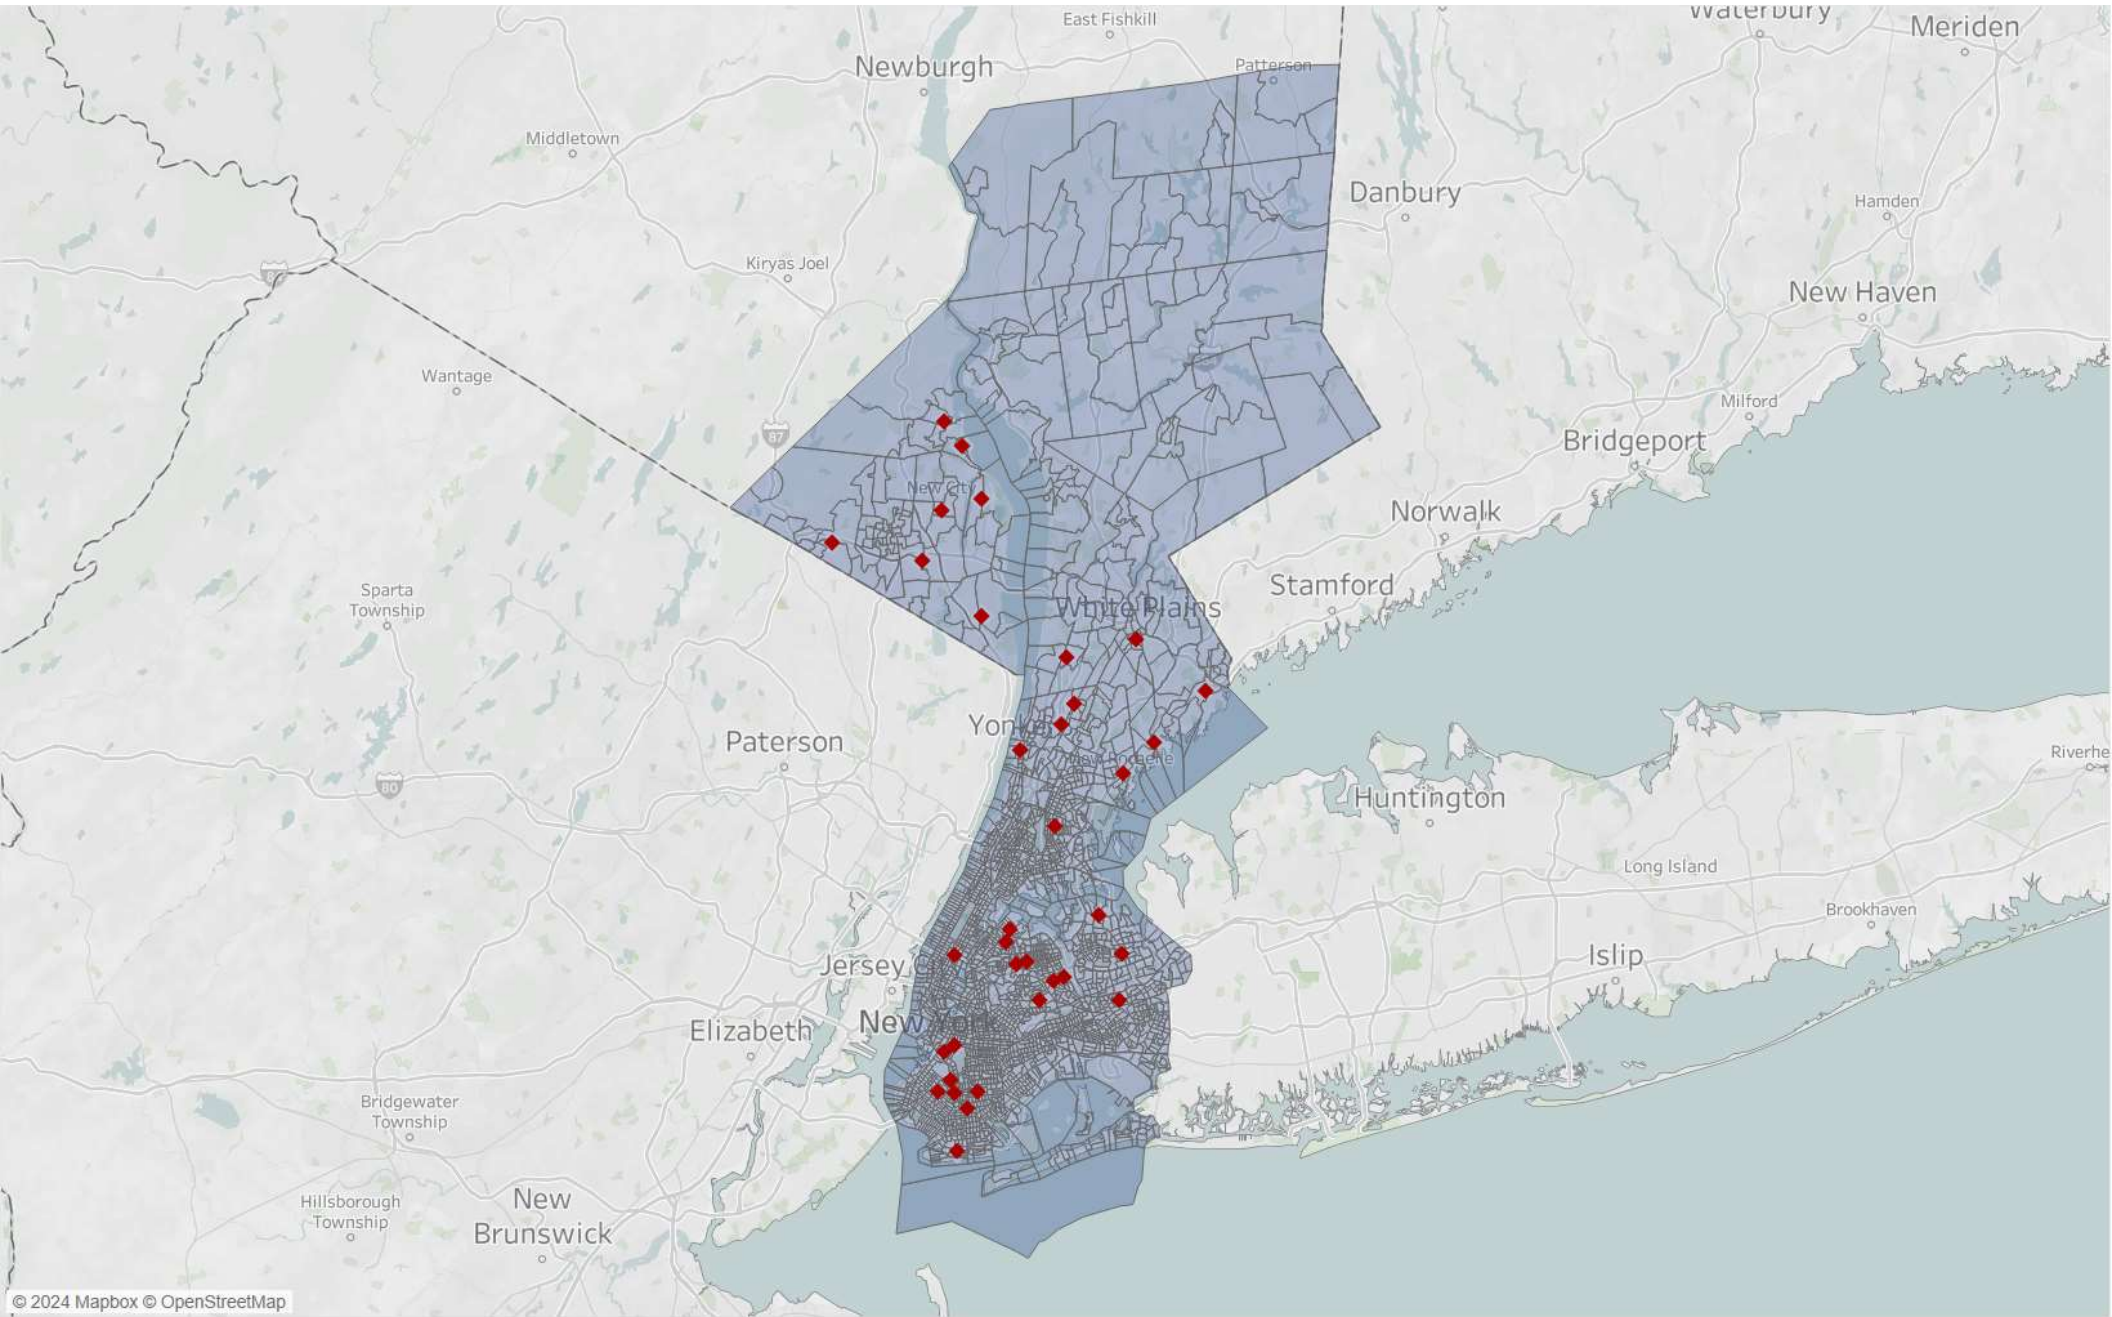 East Fishkill
Waterbury
Meriden
Newburgh
Patterson
Middletown
Danbury
Hamden
Kiryas Joel
84
New Haven
Wantage
Milford
87
Bridgeport
New City
Norwalk
Sparta
Township
Stamford
White Plains
Yonkers
Paterson
Riverhe
New Rochelle
80
Huntington
Long Island
Brookhaven
Islip
Jersey C
New York
Elizabeth
Bridgewater
Township
Hillsborough
Township
New
Brunswick
© 2024 Mapbox © OpenStreetMap